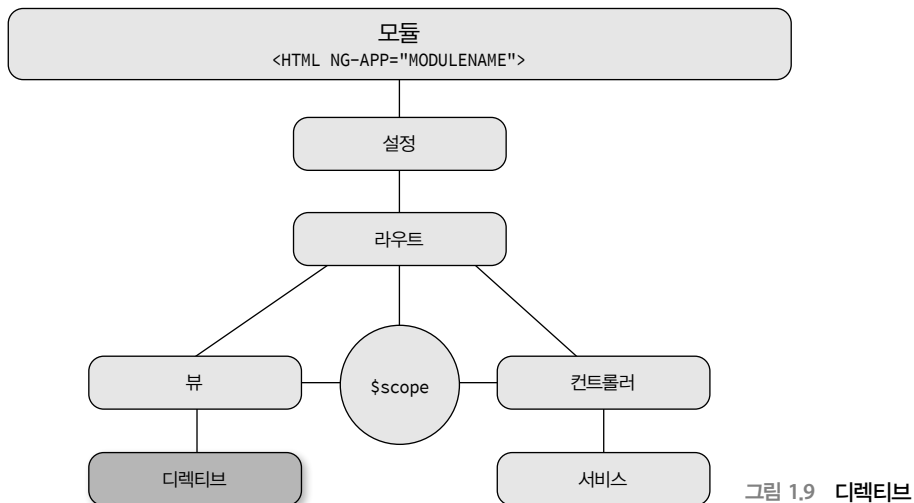 모듈
<HTML NG-APP="MODULENAME">
설정
라우트
뷰
$scope
컨트롤러
디렉티브
서비스
그림 1.9 디렉티브